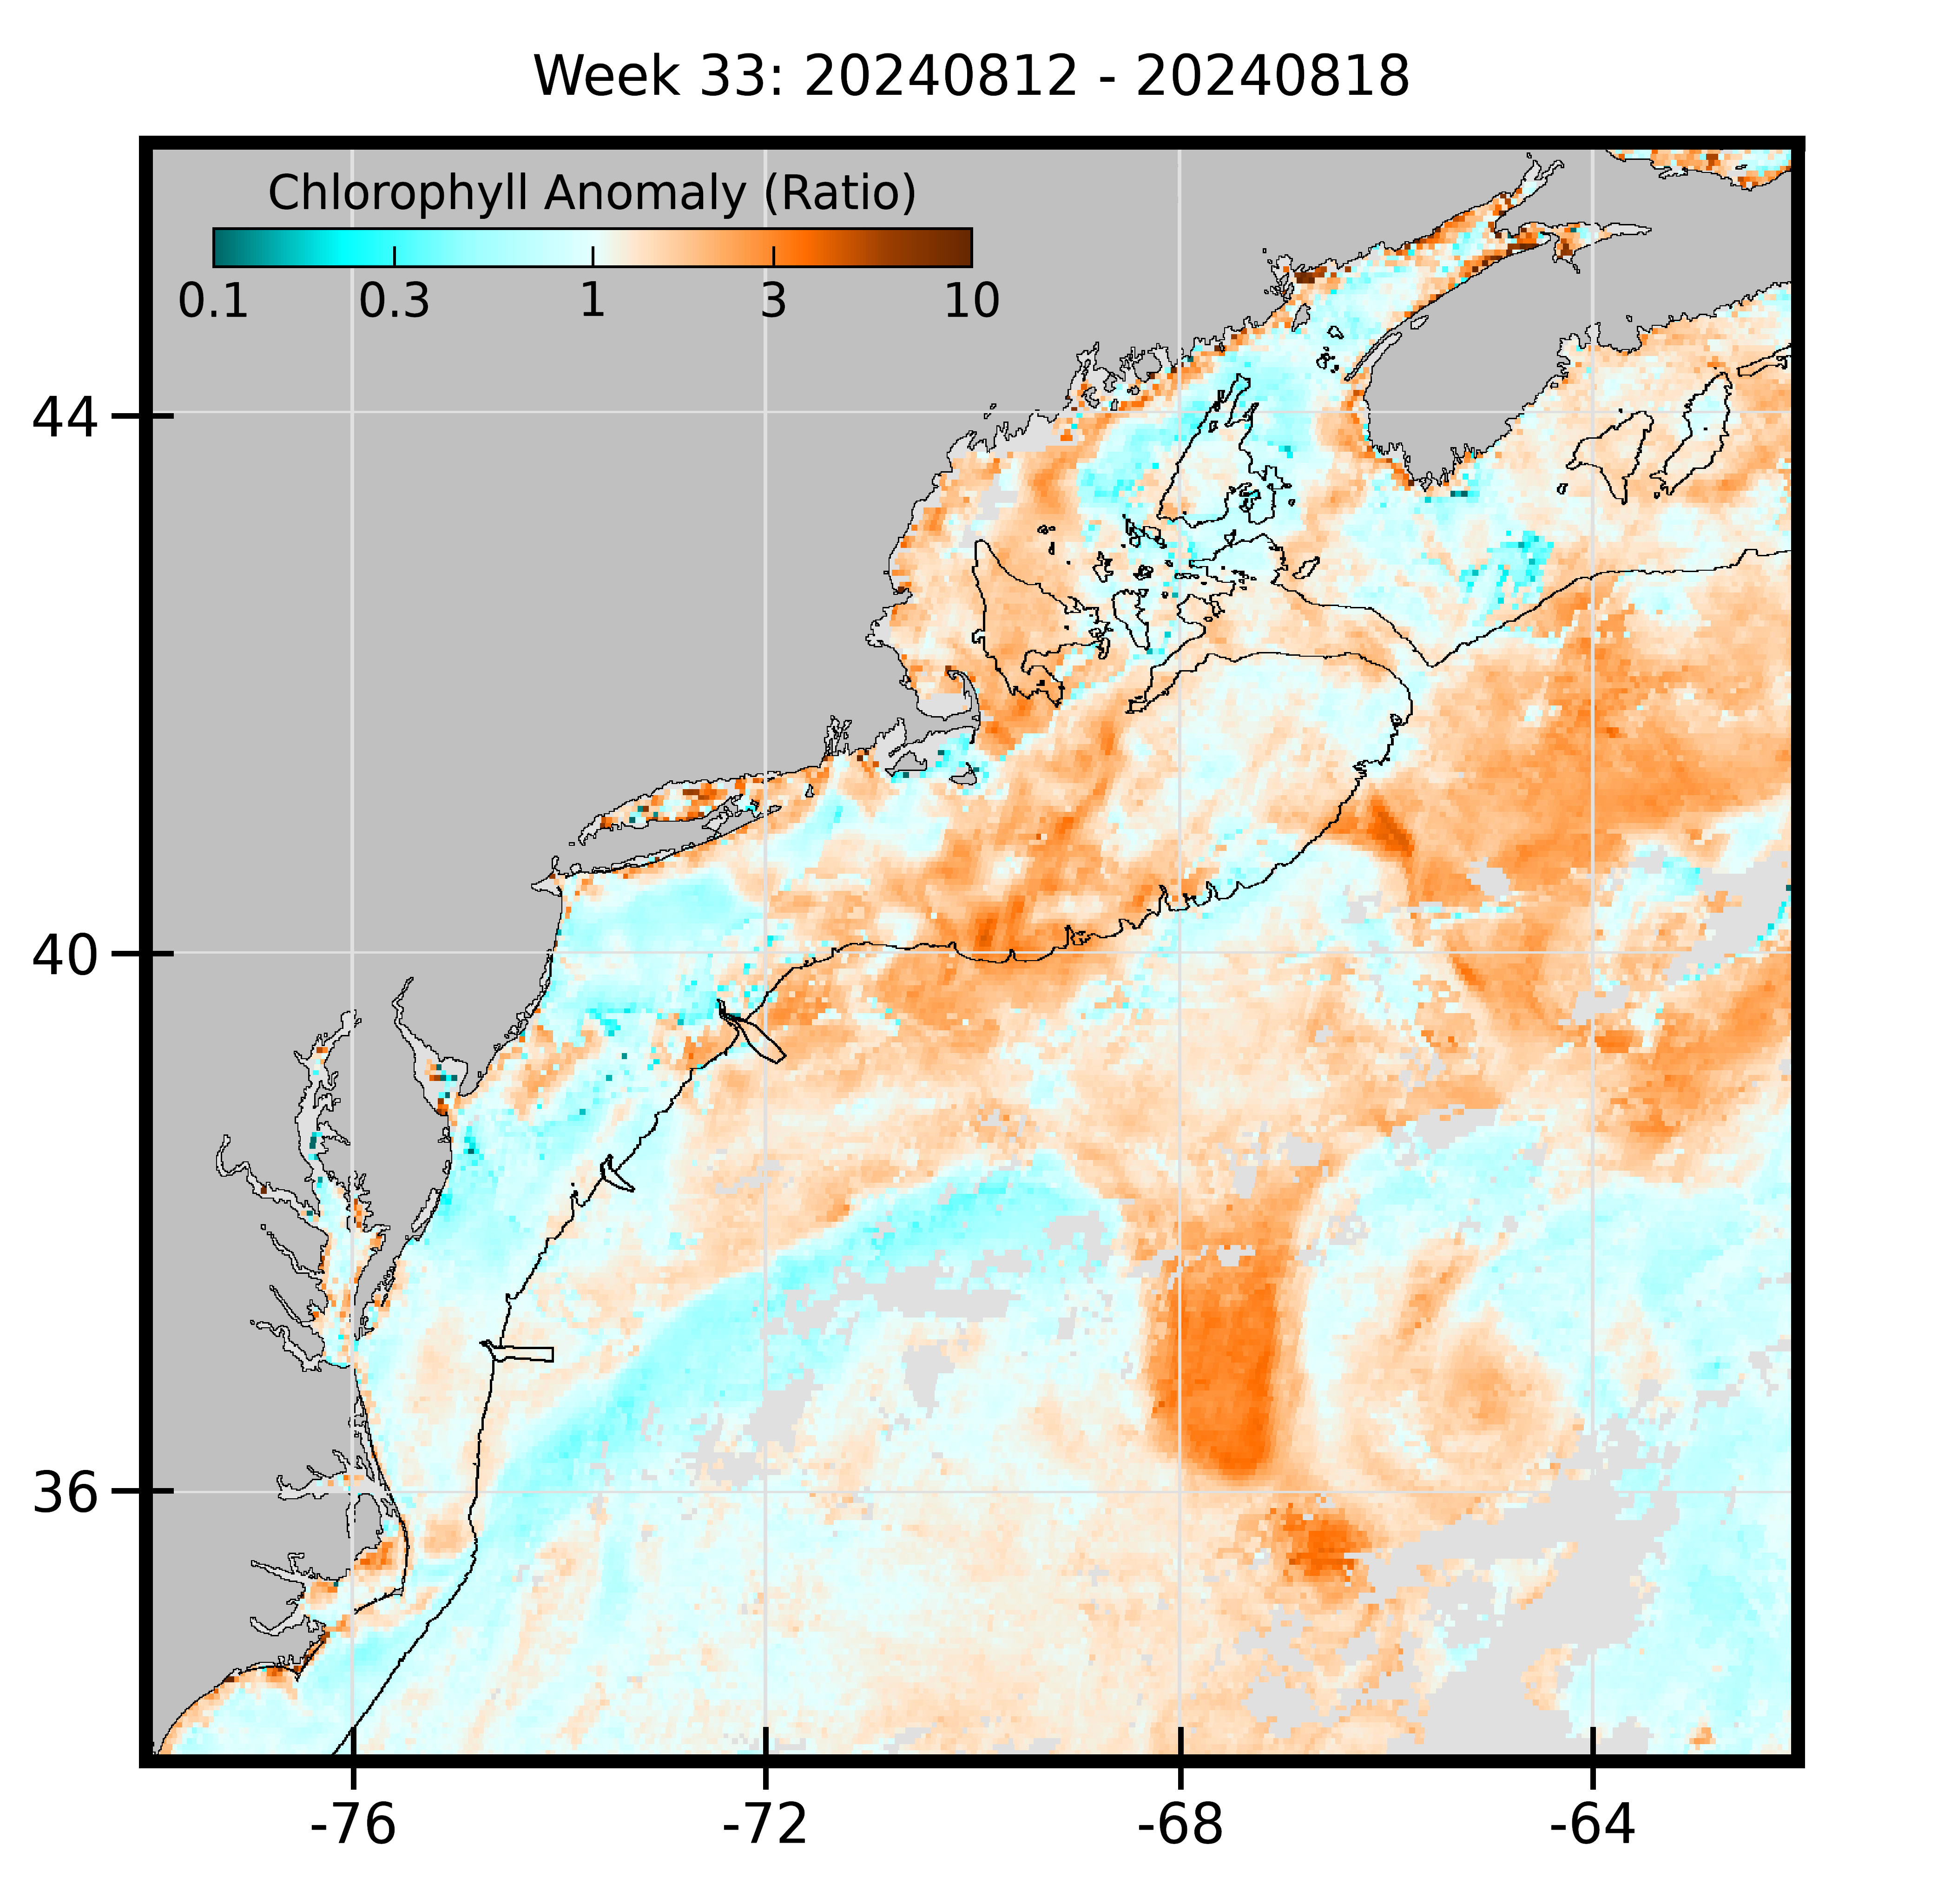 Week 33: 20240812 - 20240818
Chlorophyll Anomaly (Ratio)
0.1 0.3 1 3 10
44
40
36
-76 -72 -68 -64